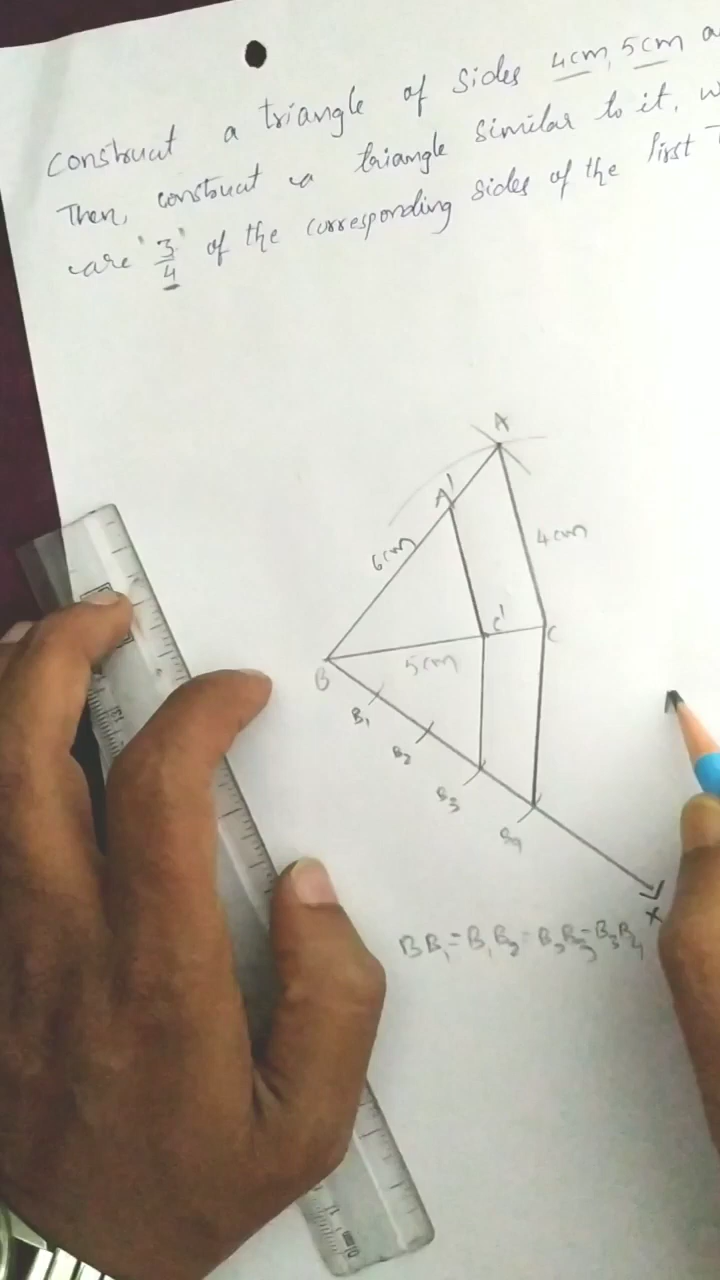 Construct a triangle of sides 4cm, 5cm
Then, construct a triangle similar to it,
are '3/4' of the corresponding sides of the first
A
A'
6cm
4cm
C'
C
B
5cm
B1
B2
B3
B4
X
BB1 = B1B2 = B2B3 = B3B4